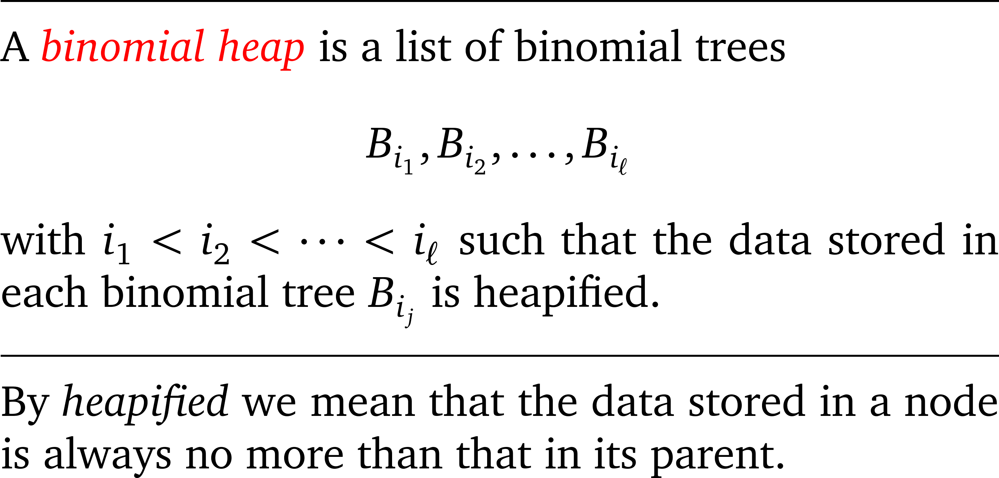 A binomial heap is a list of binomial trees
$B_{i_1}, B_{i_2}, \ldots, B_{i_\ell}$
with $i_1 < i_2 < \cdots < i_\ell$ such that the data stored in
each binomial tree $B_{i_j}$ is heapified.
By heapified we mean that the data stored in a node
is always no more than that in its parent.